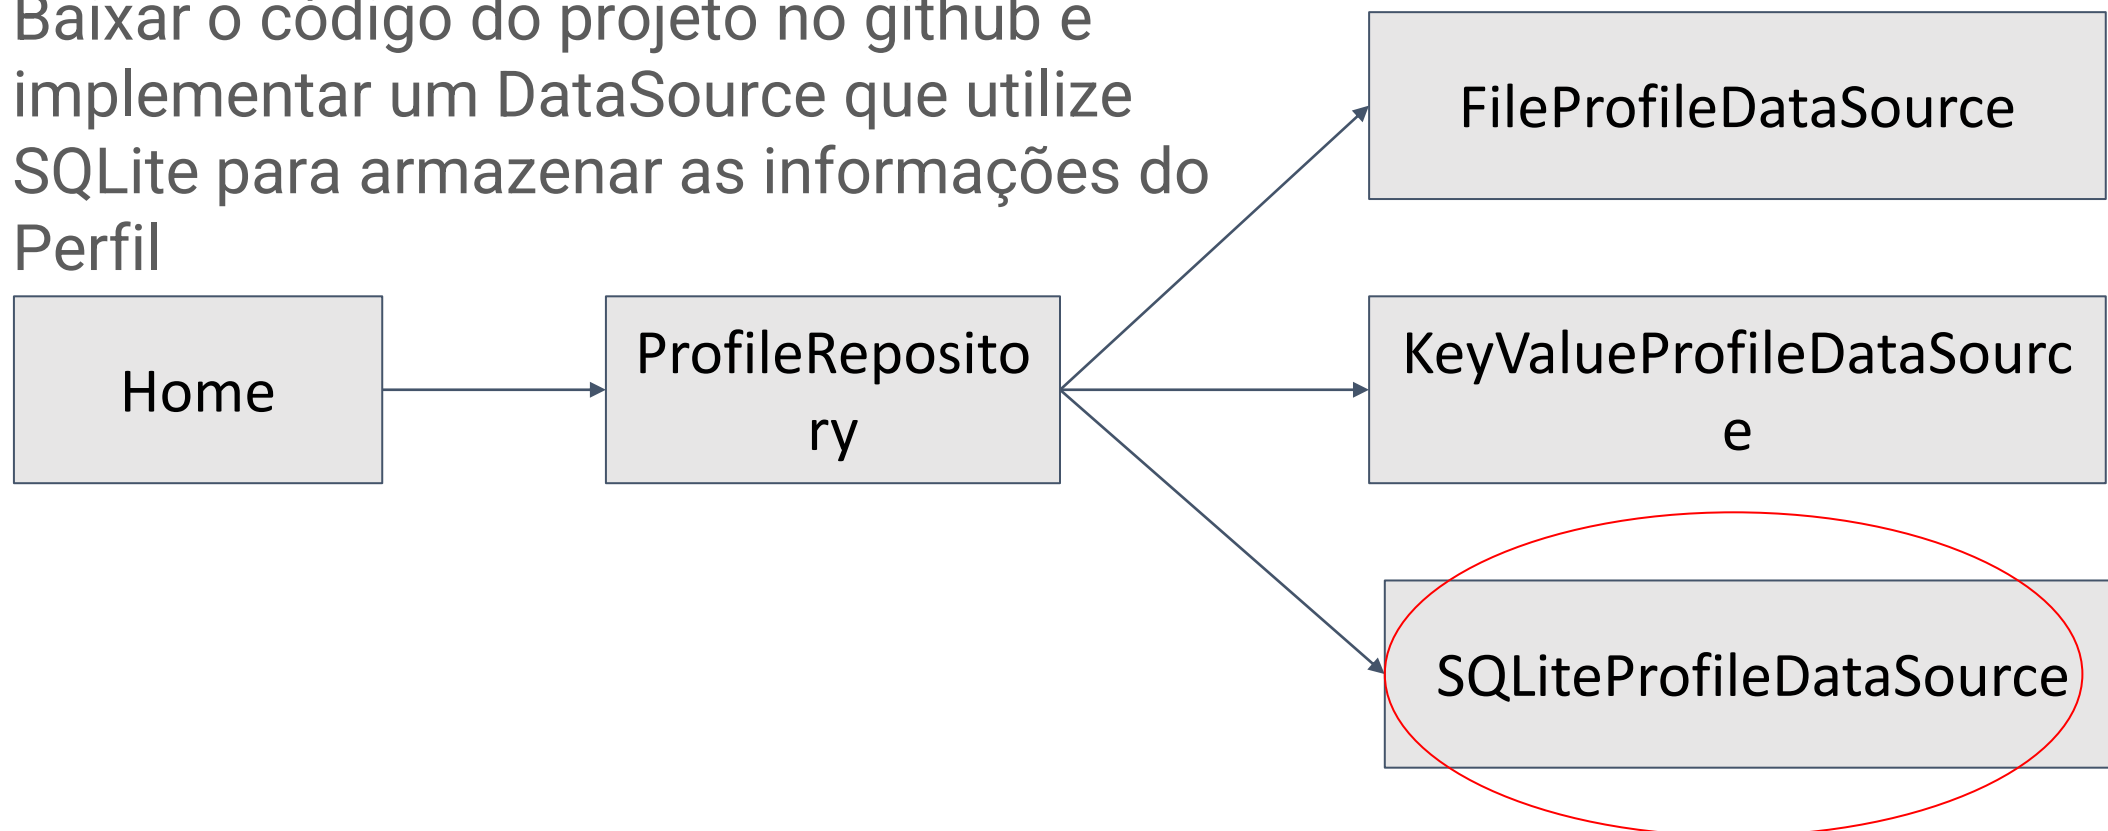 Baixar o código do projeto no github e
implementar um DataSource que utilize
SQLite para armazenar as informações do
Perfil
FileProfileDataSource
Home
ProfileReposito
ry
KeyValueProfileDataSourc
e
SQLiteProfileDataSource